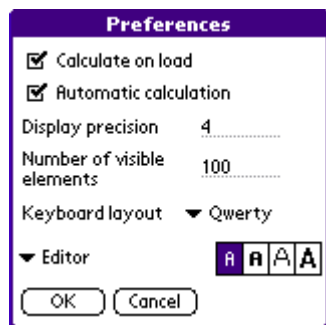 Preferences
Calculate on load
Automatic calculation
Display precision 4
Number of visible
elements 100
Keyboard layout Qwerty
Editor A A A A
OK Cancel